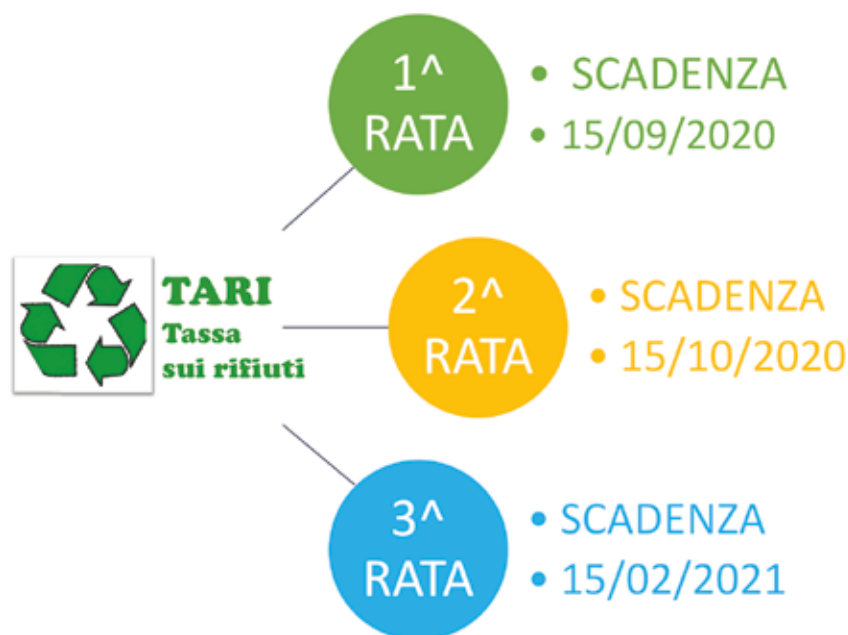 TARI
Tassa
sui rifiuti
1^
RATA
• SCADENZA
• 15/09/2020
2^
RATA
• SCADENZA
• 15/10/2020
3^
RATA
• SCADENZA
• 15/02/2021